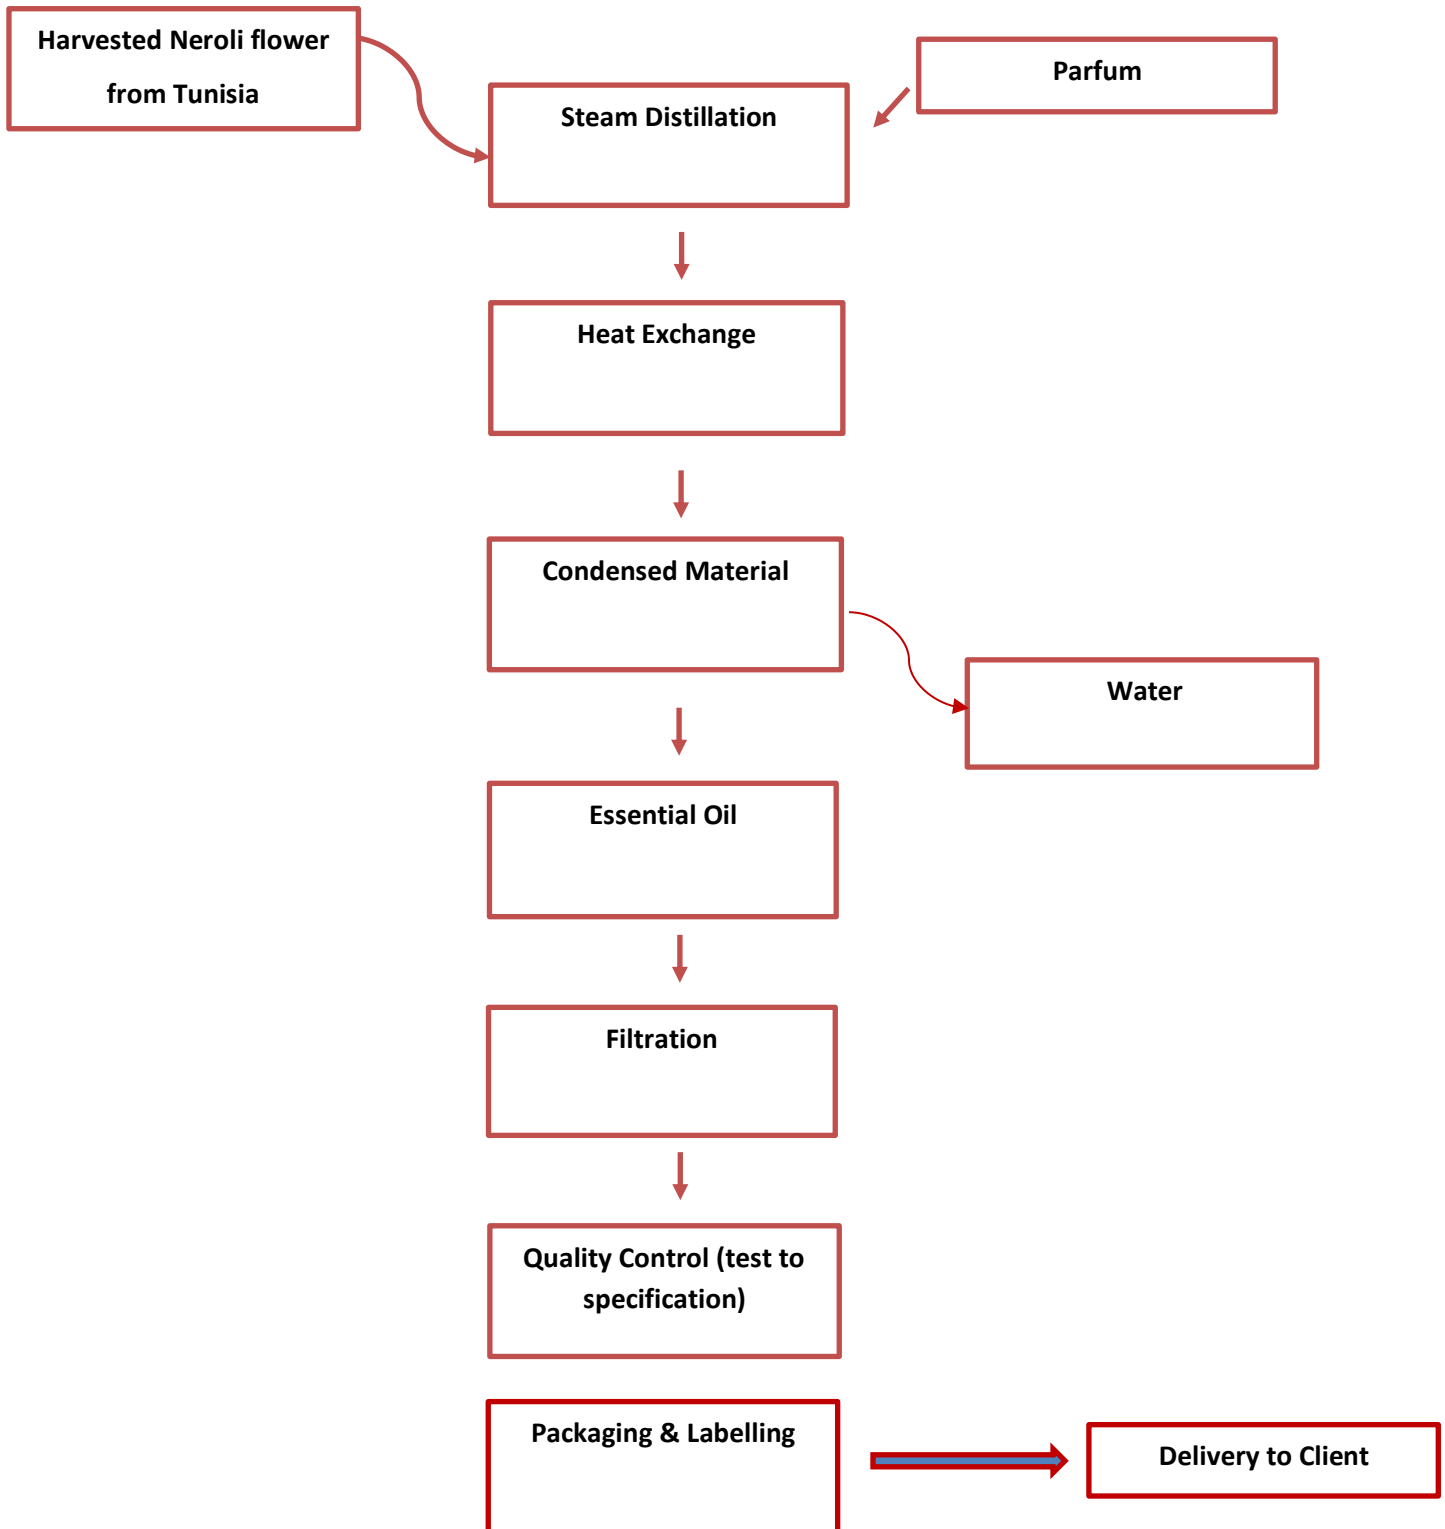 Harvested Neroli flower
from Tunisia
Parfum
Steam Distillation
Heat Exchange
Condensed Material
Water
Essential Oil
Filtration
Quality Control (test to
specification)
Packaging & Labelling
Delivery to Client